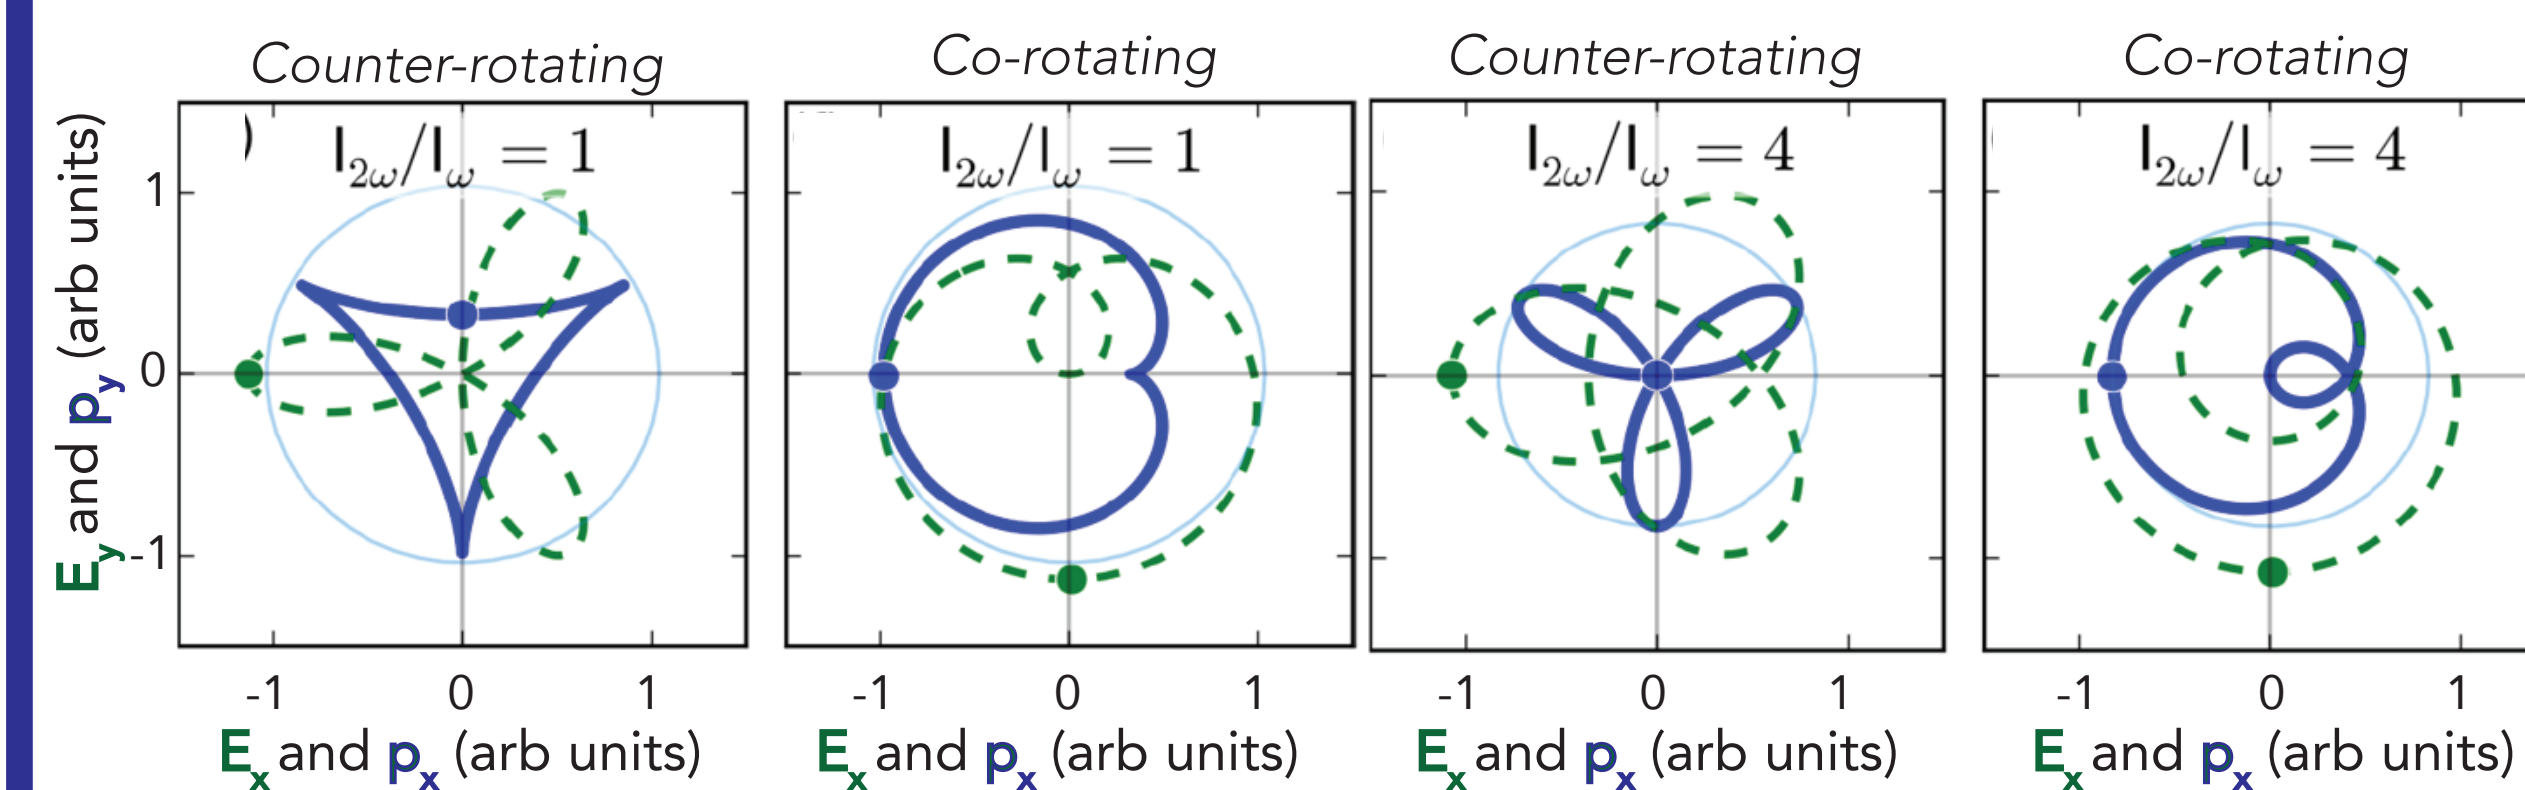 Counter-rotating
Co-rotating
Counter-rotating
Co-rotating
)
I₂ω/Iω = 1
I₂ω/Iω = 1
I₂ω/Iω = 4
I₂ω/Iω = 4
Ey and py (arb units)
1
0
-1
-1 0 1
-1 0 1
-1 0 1
-1 0 1
Ex and px (arb units)
Ex and px (arb units)
Ex and px (arb units)
Ex and px (arb units)